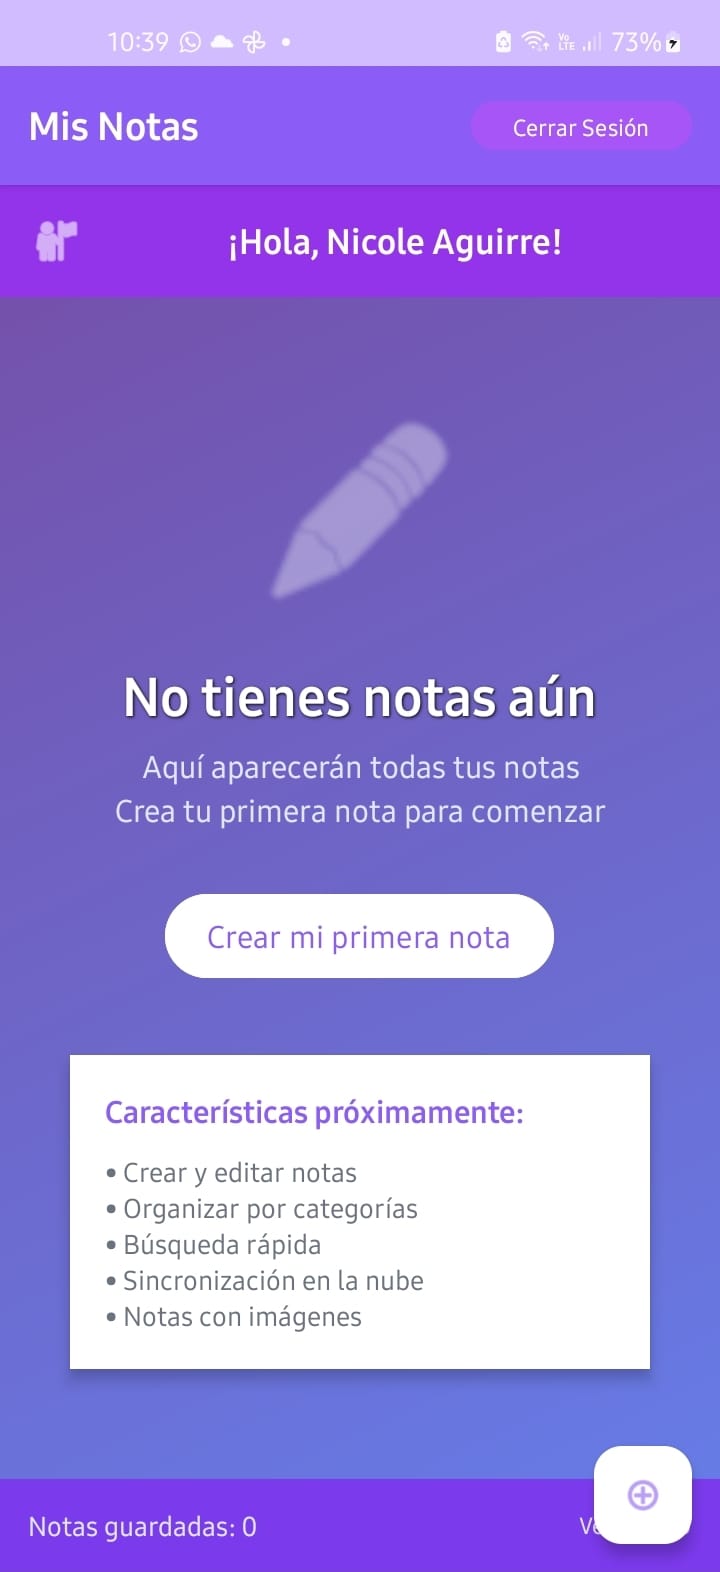 10:39
Vo LTE
73%
Mis Notas
Cerrar Sesión
¡Hola, Nicole Aguirre!
No tienes notas aún
Aquí aparecerán todas tus notas
Crea tu primera nota para comenzar
Crear mi primera nota
Características próximamente:
• Crear y editar notas
• Organizar por categorías
• Búsqueda rápida
• Sincronización en la nube
• Notas con imágenes
Notas guardadas: 0